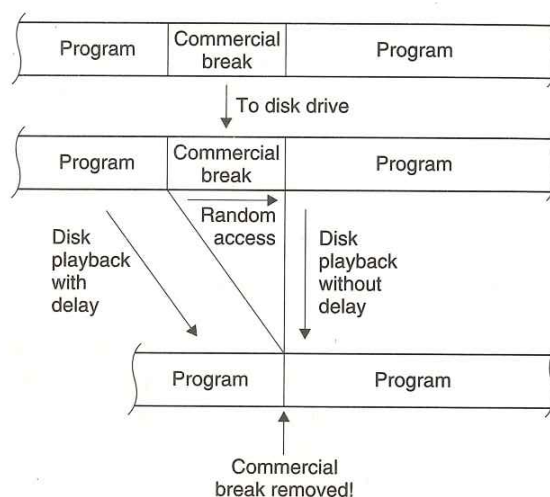 Program
Commercial
break
Program
To disk drive
Program
Commercial
break
Program
Random
access
Disk
playback
with
delay
Disk
playback
without
delay
Program
Program
Commercial
break removed!